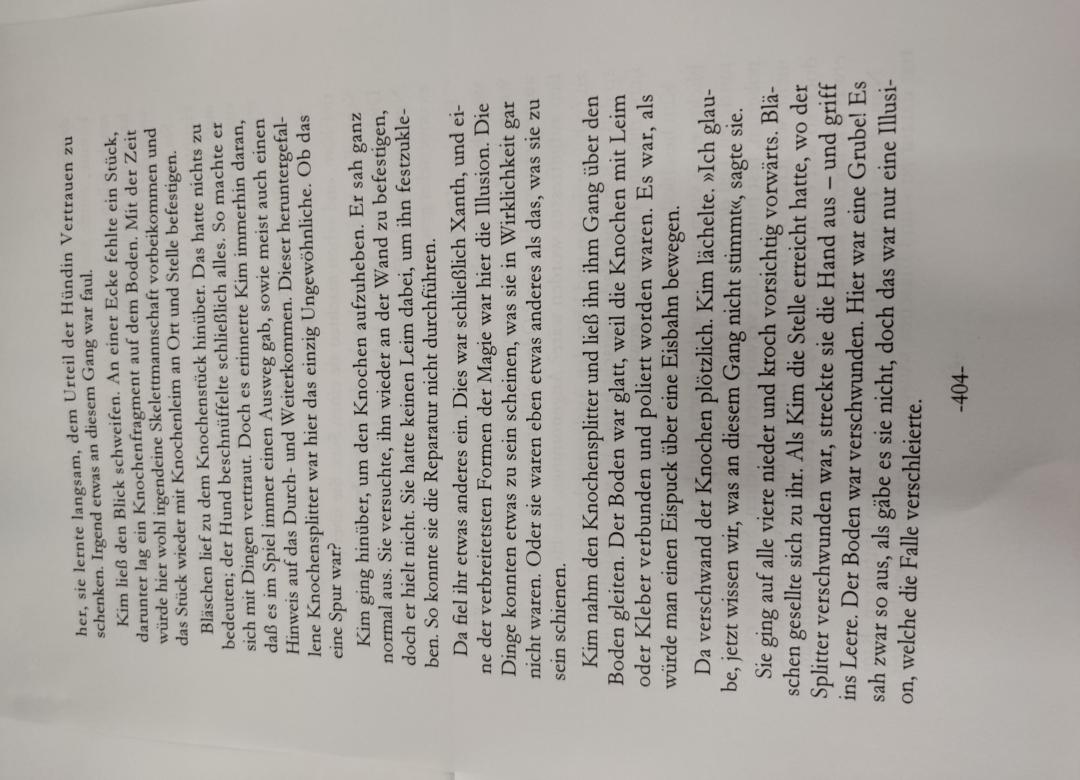 her, sie lernte langsam, dem Urteil der Hündin Vertrauen zu
schenken. Irgend etwas an diesem Gang war faul.
Kim ließ den Blick schweifen. An einer Ecke fehlte ein Stück,
darunter lag ein Knochenfragment auf dem Boden. Mit der Zeit
würde hier wohl irgendeine Skelettmannschaft vorbeikommen und
das Stück wieder mit Knochenleim an Ort und Stelle befestigen.
Bläschen lief zu dem Knochenstück hinüber. Das hatte nichts zu
bedeuten; der Hund beschnüffelte schließlich alles. So machte er
sich mit Dingen vertraut. Doch es erinnerte Kim immerhin daran,
daß es im Spiel immer einen Ausweg gab, sowie meist auch einen
Hinweis auf das Durch- und Weiterkommen. Dieser heruntergefal-
lene Knochensplitter war hier das einzig Ungewöhnliche. Ob das
eine Spur war?
Kim ging hinüber, um den Knochen aufzuheben. Er sah ganz
normal aus. Sie versuchte, ihn wieder an der Wand zu befestigen,
doch er hielt nicht. Sie hatte keinen Leim dabei, um ihn festzukle-
ben. So konnte sie die Reparatur nicht durchführen.
Da fiel ihr etwas anderes ein. Dies war schließlich Xanth, und ei-
ne der verbreitetsten Formen der Magie war hier die Illusion. Die
Dinge konnten etwas zu sein scheinen, was sie in Wirklichkeit gar
nicht waren. Oder sie waren eben etwas anderes als das, was sie zu
sein schienen.
Kim nahm den Knochensplitter und ließ ihn ihm Gang über den
Boden gleiten. Der Boden war glatt, weil die Knochen mit Leim
oder Kleber verbunden und poliert worden waren. Es war, als
würde man einen Eispuck über eine Eisbahn bewegen.
Da verschwand der Knochen plötzlich. Kim lächelte. »Ich glau-
be, jetzt wissen wir, was an diesem Gang nicht stimmt«, sagte sie.
Sie ging auf alle viere nieder und kroch vorsichtig vorwärts. Blä-
schen gesellte sich zu ihr. Als Kim die Stelle erreicht hatte, wo der
Splitter verschwunden war, streckte sie die Hand aus – und griff
ins Leere. Der Boden war verschwunden. Hier war eine Grube! Es
sah zwar so aus, als gäbe es sie nicht, doch das war nur eine Illusi-
on, welche die Falle verschleierte.
-404-